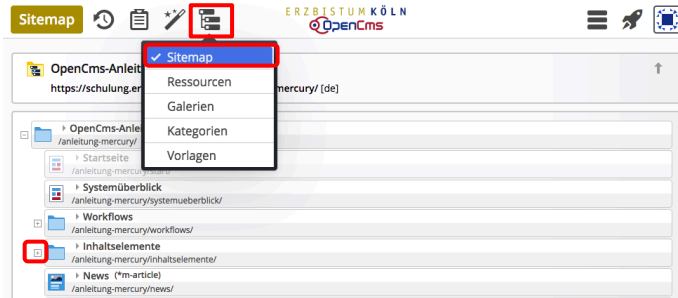 Sitemap
ERZBISTUM KÖLN
OpenCms
Sitemap
Ressourcen
Galerien
Kategorien
Vorlagen
OpenCms-Anleit
https://schulung.er mercury/ [de]
OpenCms-Anlei
/anleitung-mercury/
Startseite
/anleitung-mercury/start/
Systemüberblick
/anleitung-mercury/systemueberblick/
Workflows
/anleitung-mercury/workflows/
Inhaltselemente
/anleitung-mercury/inhaltselemente/
News (*m-article)
/anleitung-mercury/news/